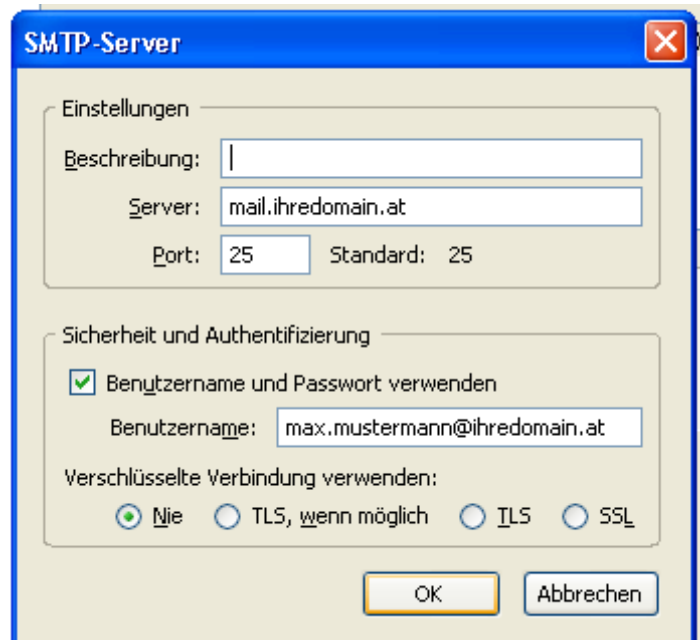 SMTP-Server
Einstellungen
Beschreibung:
Server: mail.ihredomain.at
Port: 25 Standard: 25
Sicherheit und Authentifizierung
Benutzername und Passwort verwenden
Benutzername: max.mustermann@ihredomain.at
Verschlüsselte Verbindung verwenden:
Nie TLS, wenn möglich TLS SSL
OK Abbrechen